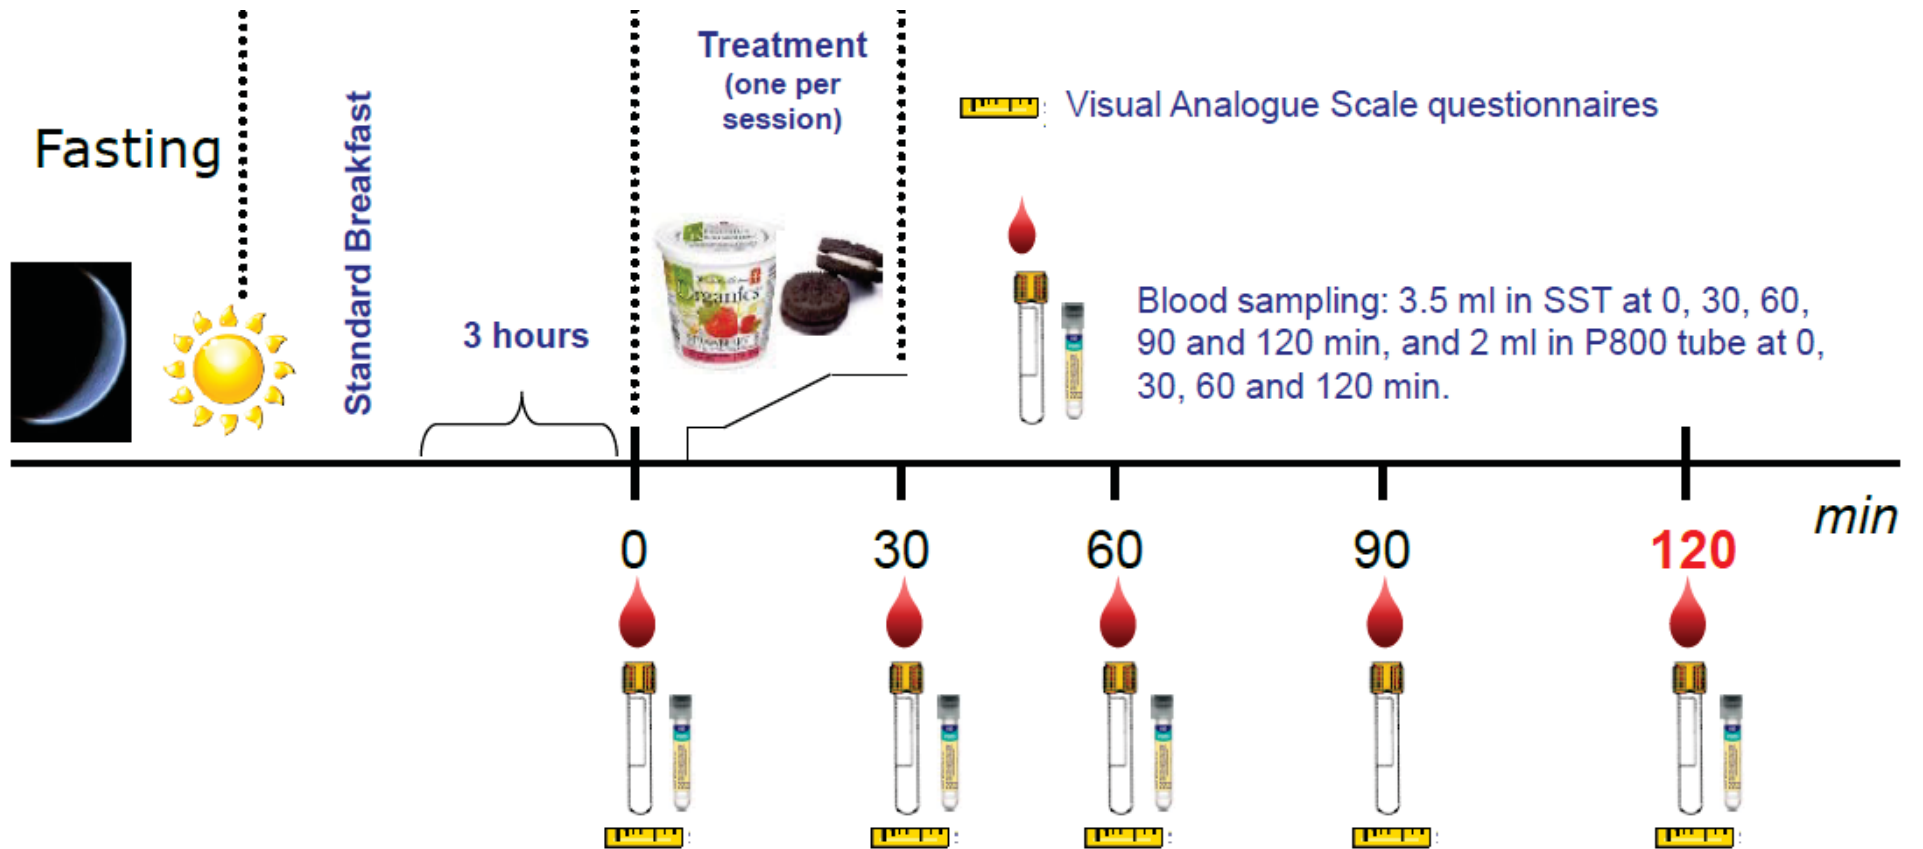 Fasting
Standard Breakfast
3 hours
Treatment
(one per
session)
Organics
Visual Analogue Scale questionnaires
Blood sampling: 3.5 ml in SST at 0, 30, 60,
90 and 120 min, and 2 ml in P800 tube at 0,
30, 60 and 120 min.
min
0
30
60
90
120